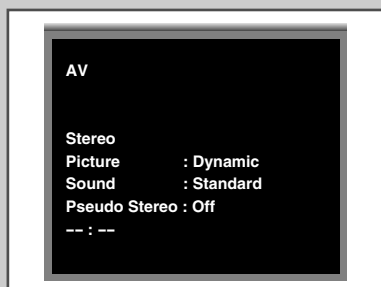 AV
Stereo
Picture : Dynamic
Sound : Standard
Pseudo Stereo : Off
-- : --